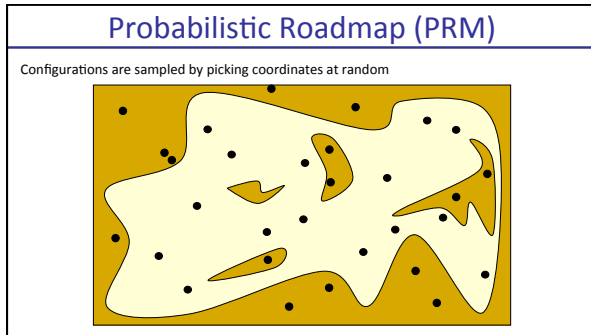 Probabilistic Roadmap (PRM)
Configurations are sampled by picking coordinates at random